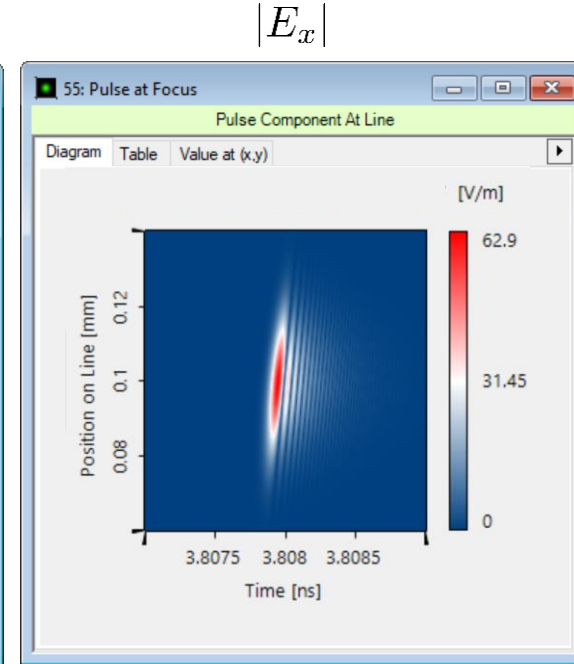 |E_x|
55: Pulse at Focus
Pulse Component At Line
Diagram Table Value at (x,y)
[V/m]
62.9
31.45
0
Position on Line [mm]
0.12
0.1
0.08
3.8075 3.808 3.8085
Time [ns]